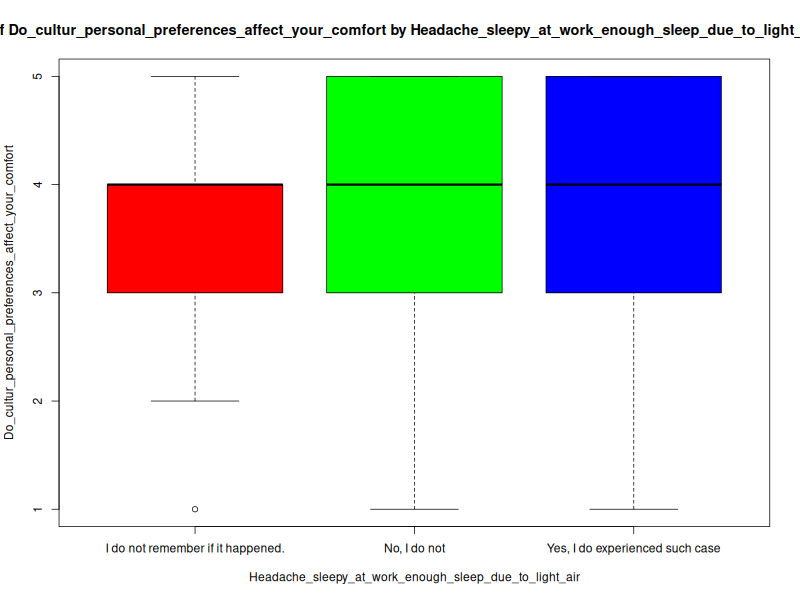 f Do_cultur_personal_preferences_affect_your_comfort by Headache_sleepy_at_work_enough_sleep_due_to_light_
Do_cultur_personal_preferences_affect_your_comfort
5
4
3
2
1
I do not remember if it happened.
No, I do not
Yes, I do experienced such case
Headache_sleepy_at_work_enough_sleep_due_to_light_air